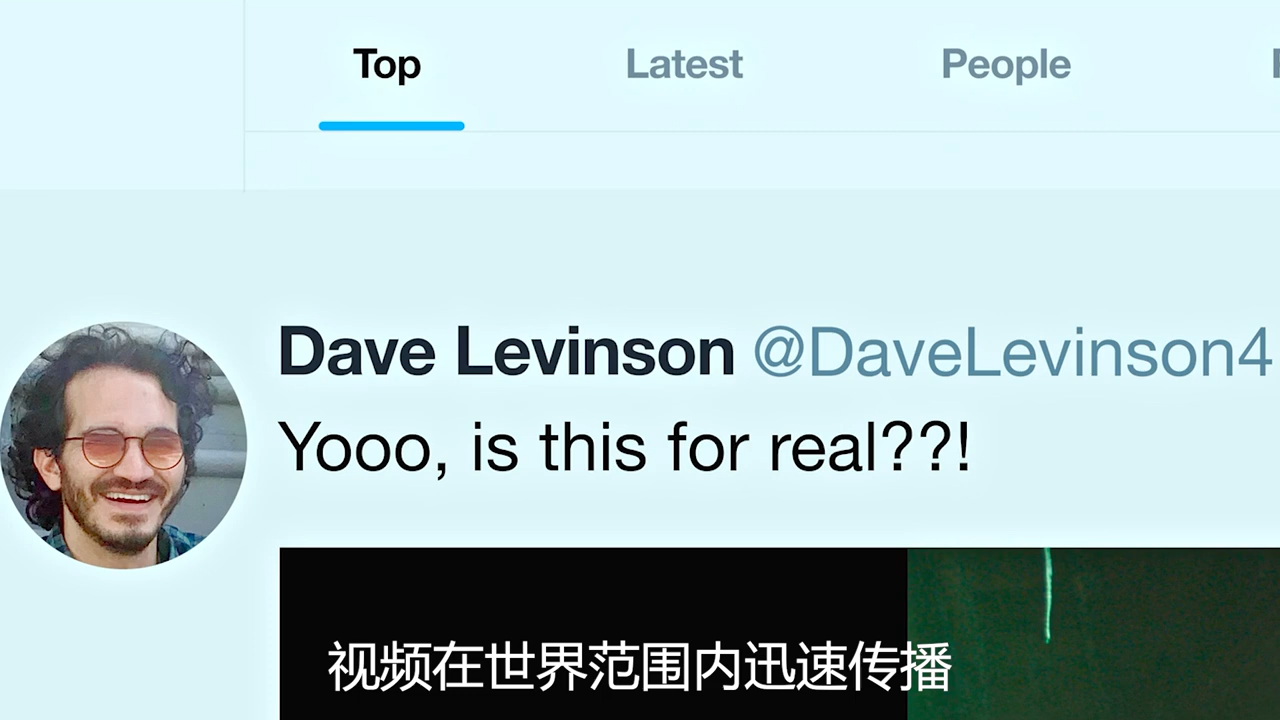 Top Latest People
Dave Levinson @DaveLevinson4
Yooo, is this for real??!
视频在世界范围内迅速传播